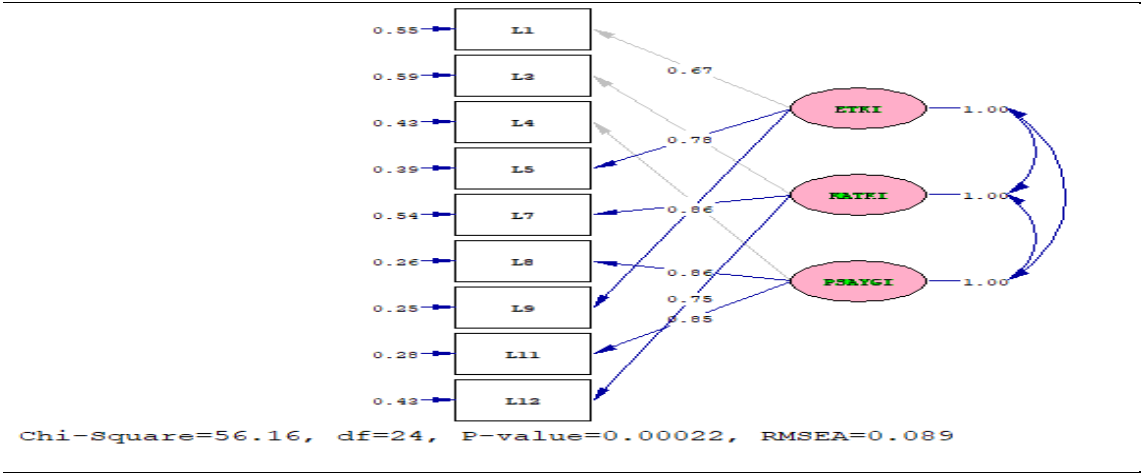 0.55 L1
0.67
0.59 L2
ETKI 1.00
0.43 L4
0.78
0.39 L5
KATKI 1.00
0.54 L7
0.86
0.26 L8
0.86
PSAYGI 1.00
0.75
0.25 L9
0.85
0.28 L11
0.43 L12
Chi-Square=56.16, df=24, P-value=0.00022, RMSEA=0.089